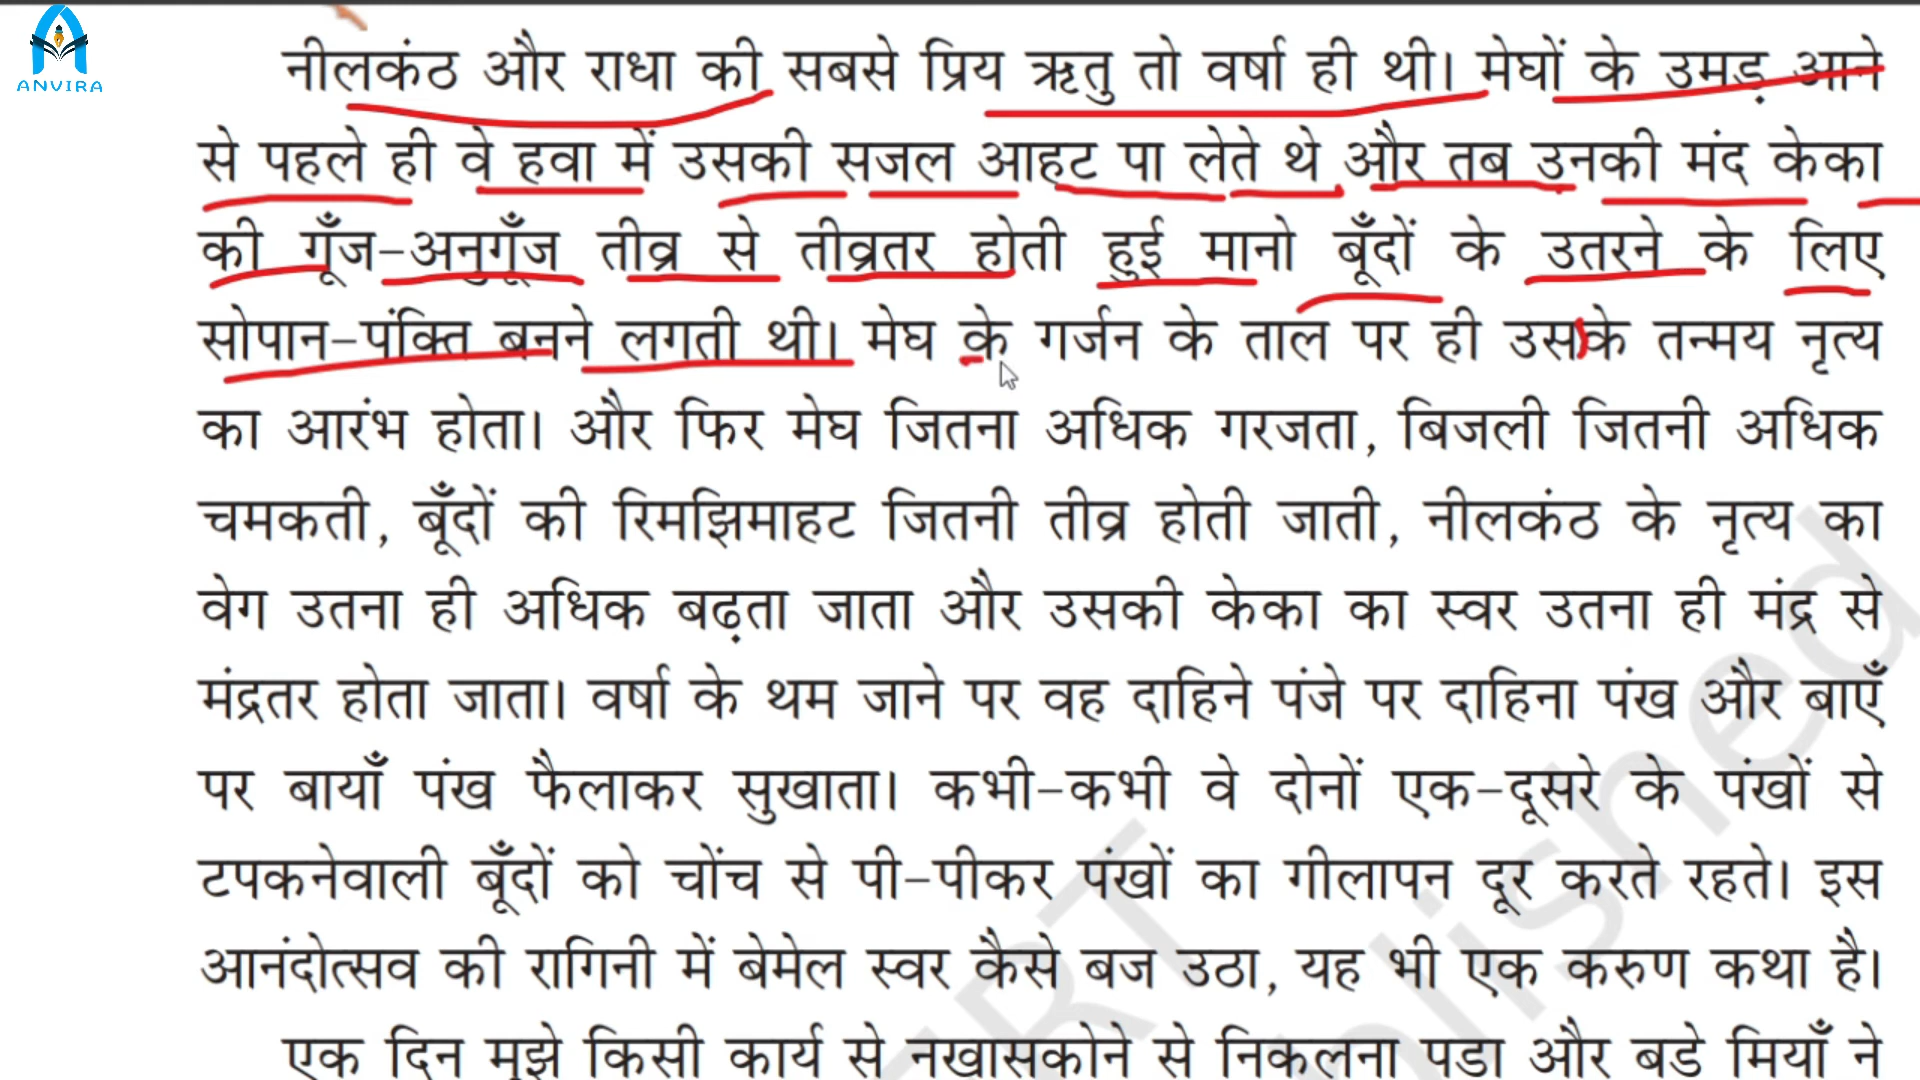 ANVIRA
नीलकंठ और राधा की सबसे प्रिय ऋतु तो वर्षा ही थी। मेघों के उमड़ आने
से पहले ही वे हवा में उसकी सजल आहट पा लेते थे और तब उनकी मंद केका
की गूँज-अनुगूँज तीव्र से तीव्रतर होती हुई मानो बूँदों के उतरने के लिए
सोपान-पंक्ति बनने लगती थी। मेघ के गर्जन के ताल पर ही उसके तन्मय नृत्य
का आरंभ होता। और फिर मेघ जितना अधिक गरजता, बिजली जितनी अधिक
चमकती, बूँदों की रिमझिमाहट जितनी तीव्र होती जाती, नीलकंठ के नृत्य का
वेग उतना ही अधिक बढ़ता जाता और उसकी केका का स्वर उतना ही मंद्र से
मंद्रतर होता जाता। वर्षा के थम जाने पर वह दाहिने पंजे पर दाहिना पंख और बाएँ
पर बायाँ पंख फैलाकर सुखाता। कभी-कभी वे दोनों एक-दूसरे के पंखों से
टपकनेवाली बूँदों को चोंच से पी-पीकर पंखों का गीलापन दूर करते रहते। इस
आनंदोत्सव की रागिनी में बेमेल स्वर कैसे बज उठा, यह भी एक करुण कथा है।
एक दिन मुझे किसी कार्य से नखासकोने से निकलना पडा और बडे मियाँ ने